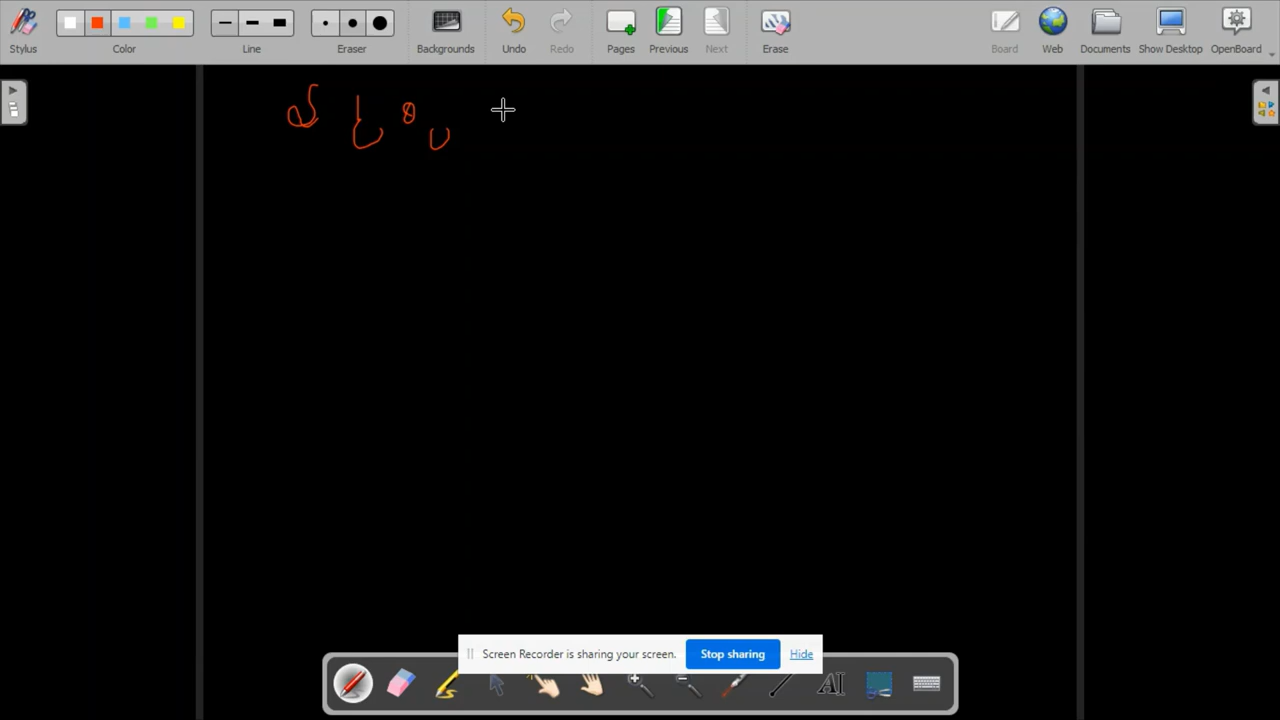 Stylus
Color
Line
Eraser
Backgrounds
Undo
Redo
Pages
Previous
Next
Erase
Board
Web
Documents
Show Desktop
OpenBoard
Screen Recorder is sharing your screen.
Stop sharing
Hide